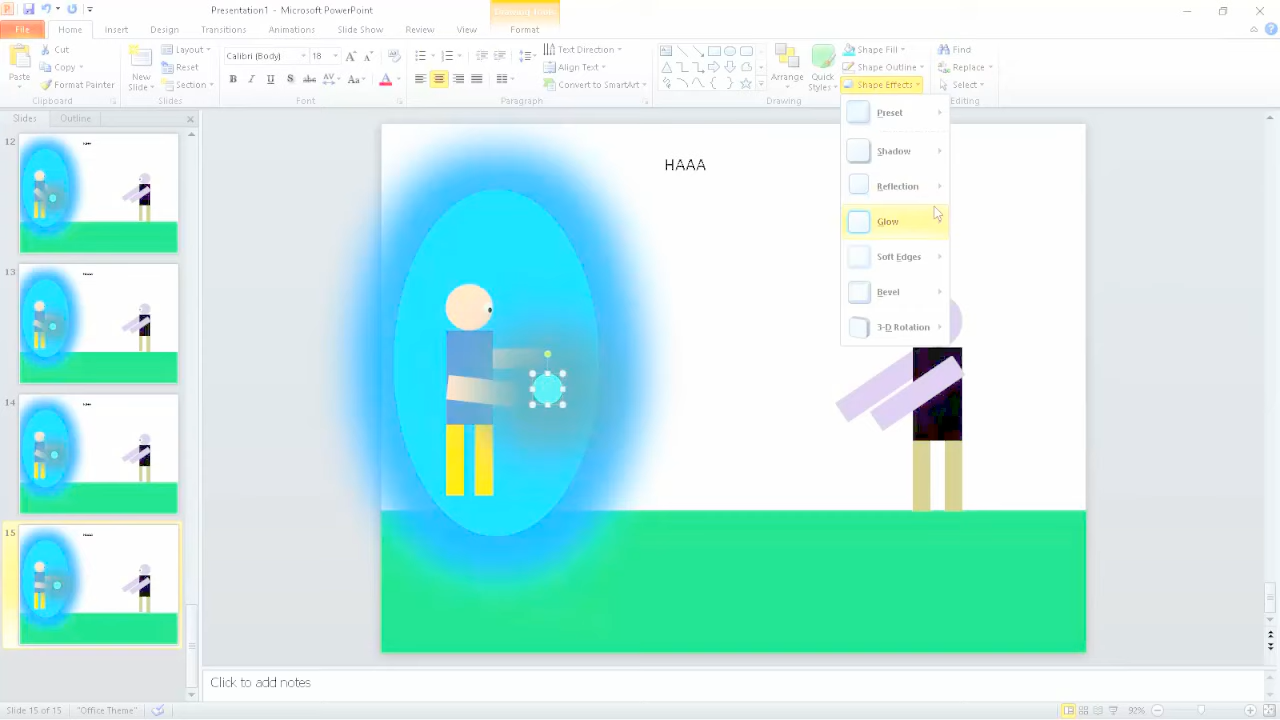 Presentation1 - Microsoft PowerPoint
File Home Insert Design Transitions Slide Show Animations Review View Format
Paste
Cut
Copy
Format Painter
Clipboard
New Slide
Layout
Reset
Section
Slides
Calibri (Body) 18
B I U S abc AV Aa A
Font
Text Direction
Align Text
Convert to SmartArt
Paragraph
Arrange
Quick Styles
Shape Fill
Shape Outline
Shape Effects
Drawing
Find
Replace
Select
Editing
Preset
Shadow
Reflection
Glow
Soft Edges
Bevel
3-D Rotation
Slides Outline
12
13
14
15
HAAA
Click to add notes
Slide 15 of 15 "Office Theme" 92%